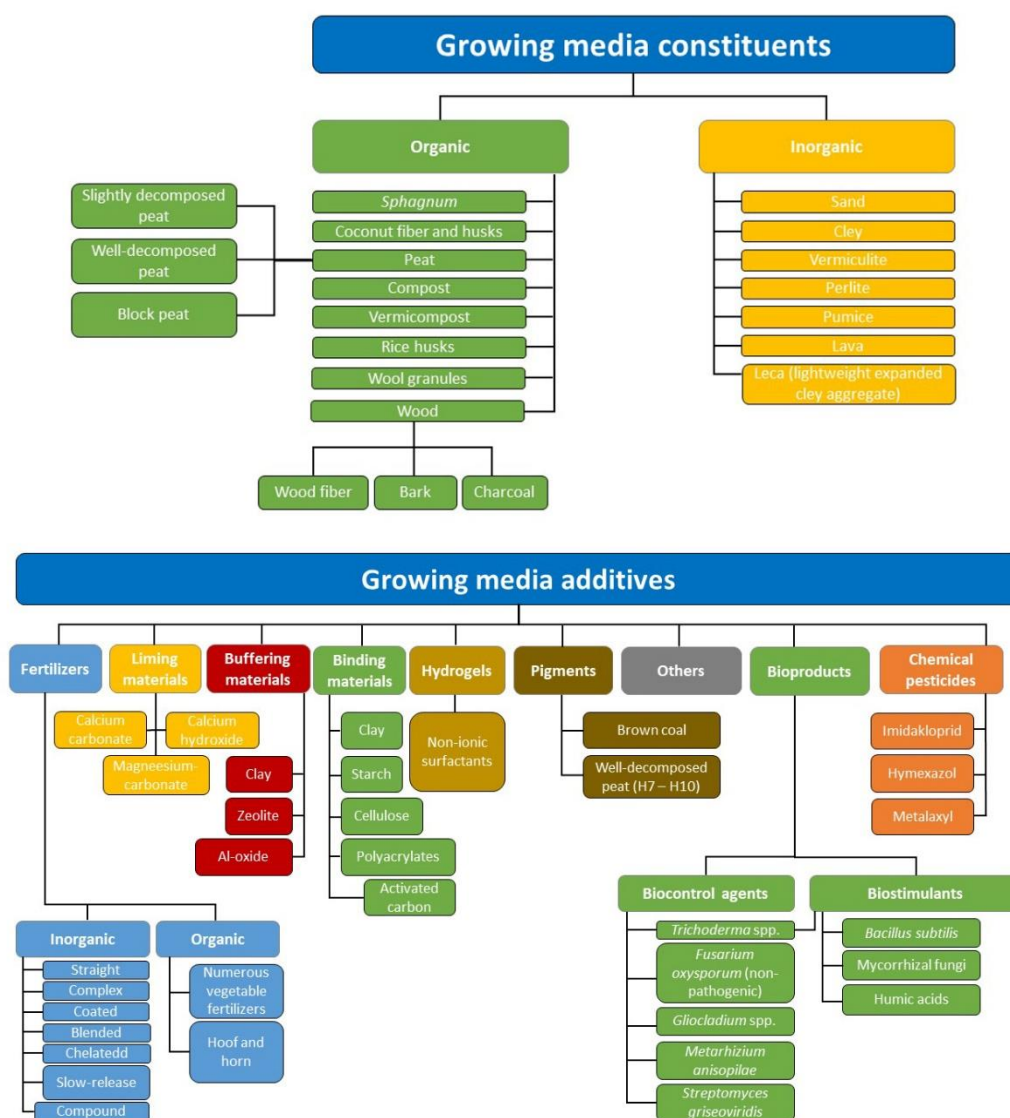 Growing media constituents
Organic
Inorganic
Slightly decomposed
peat
Well-decomposed
peat
Block peat
Sphagnum
Coconut fiber and husks
Peat
Compost
Vermicompost
Rice husks
Wool granules
Wood
Wood fiber
Bark
Charcoal
Sand
Cley
Vermiculite
Perlite
Pumice
Lava
Leca (lightweight expanded
cley aggregate)
Growing media additives
Fertilizers
Liming
materials
Buffering
materials
Binding
materials
Hydrogels
Pigments
Others
Bioproducts
Chemical
pesticides
Calcium
carbonate
Calcium
hydroxide
Magneesium-
carbonate
Clay
Zeolite
Al-oxide
Clay
Starch
Cellulose
Polyacrylates
Activated
carbon
Non-ionic
surfactants
Brown coal
Well-decomposed
peat (H7 – H10)
Imidakloprid
Hymexazol
Metalaxyl
Inorganic
Straight
Complex
Coated
Blended
Chelatedd
Slow-release
Compound
Organic
Numerous
vegetable
fertilizers
Hoof and
horn
Biocontrol agents
Trichoderma spp.
Fusarium
oxysporum (non-
pathogenic)
Gliocladium spp.
Metarhizium
anisopilae
Streptomyces
griseoviridis
Biostimulants
Bacillus subtilis
Mycorrhizal fungi
Humic acids